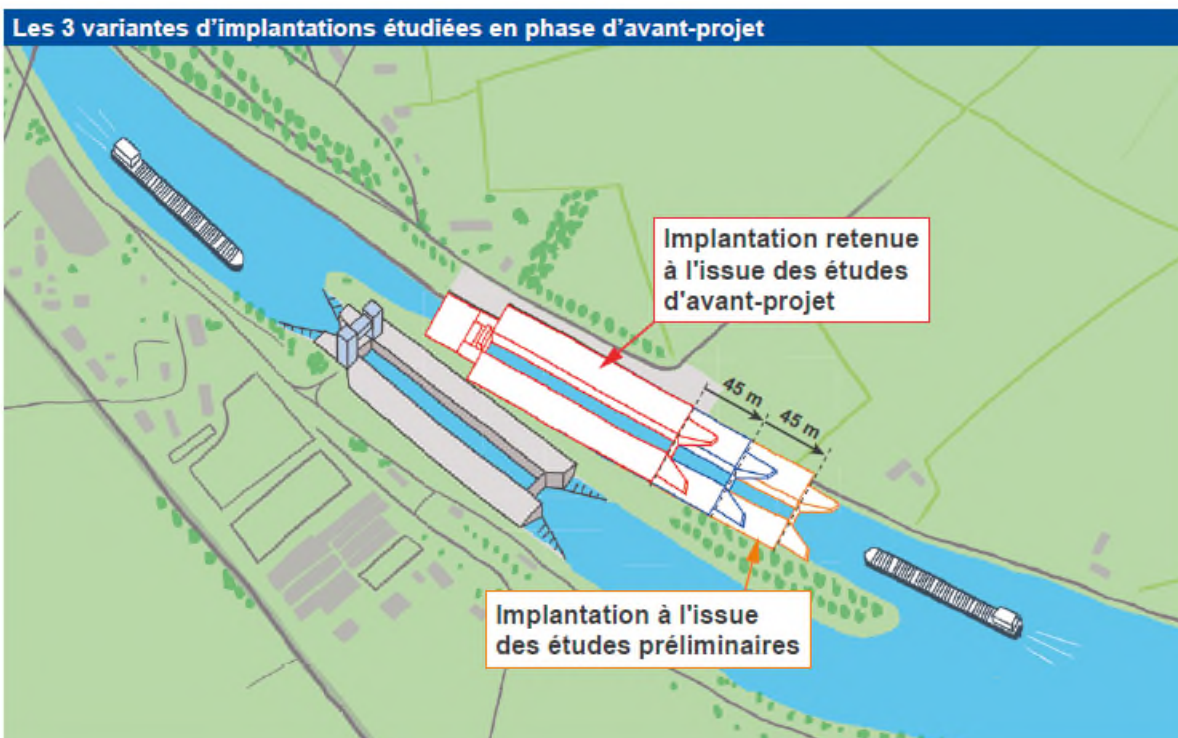 Les 3 variantes d'implantations étudiées en phase d'avant-projet
Implantation retenue
à l'issue des études
d'avant-projet
45 m
45 m
Implantation à l'issue
des études préliminaires